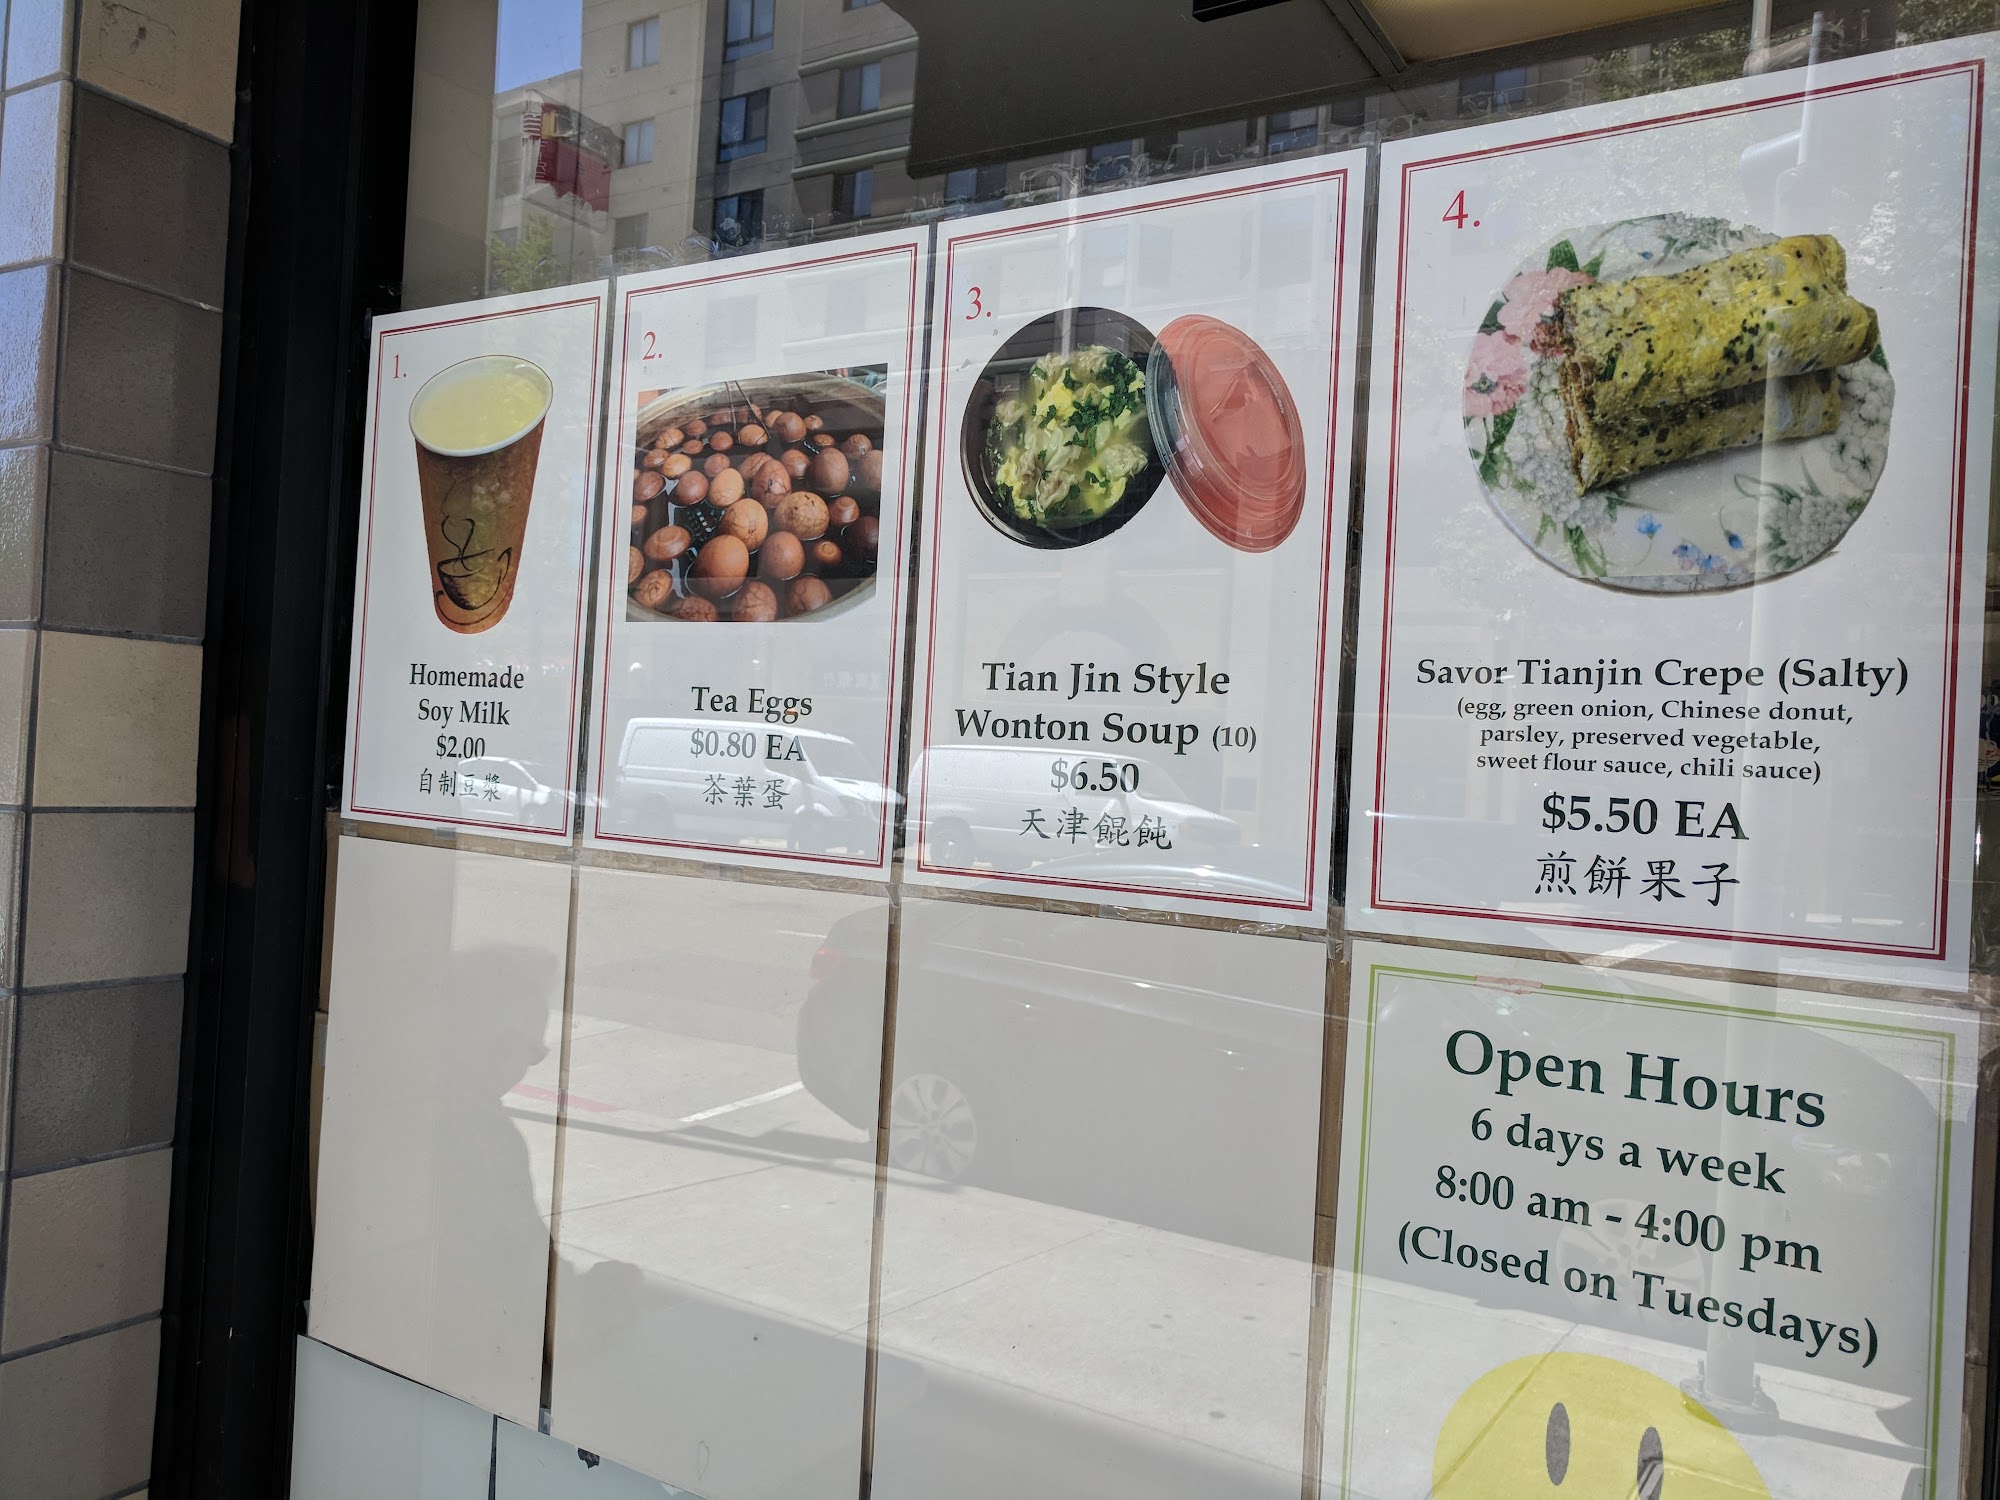 1.
Homemade
Soy Milk
$2.00
自制豆漿
2.
Tea Eggs
$0.80 EA
茶葉蛋
3.
Tian Jin Style
Wonton Soup (10)
$6.50
天津餛飩
4.
Savor Tianjin Crepe (Salty)
(egg, green onion, Chinese donut,
parsley, preserved vegetable,
sweet flour sauce, chili sauce)
$5.50 EA
煎餅果子
Open Hours
6 days a week
8:00 am - 4:00 pm
(Closed on Tuesdays)